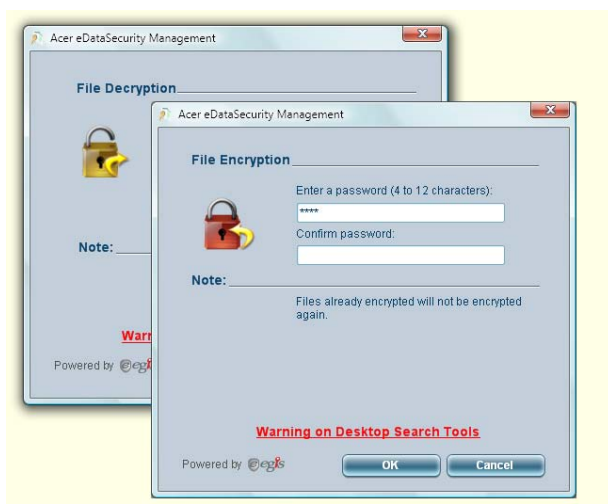 Acer eDataSecurity Management
File Decryption
Note:
Powered by egis
Acer eDataSecurity Management
File Encryption
Enter a password (4 to 12 characters):
****
Confirm password:
Note:
Files already encrypted will not be encrypted
again.
Warning on Desktop Search Tools
Powered by egis
OK
Cancel